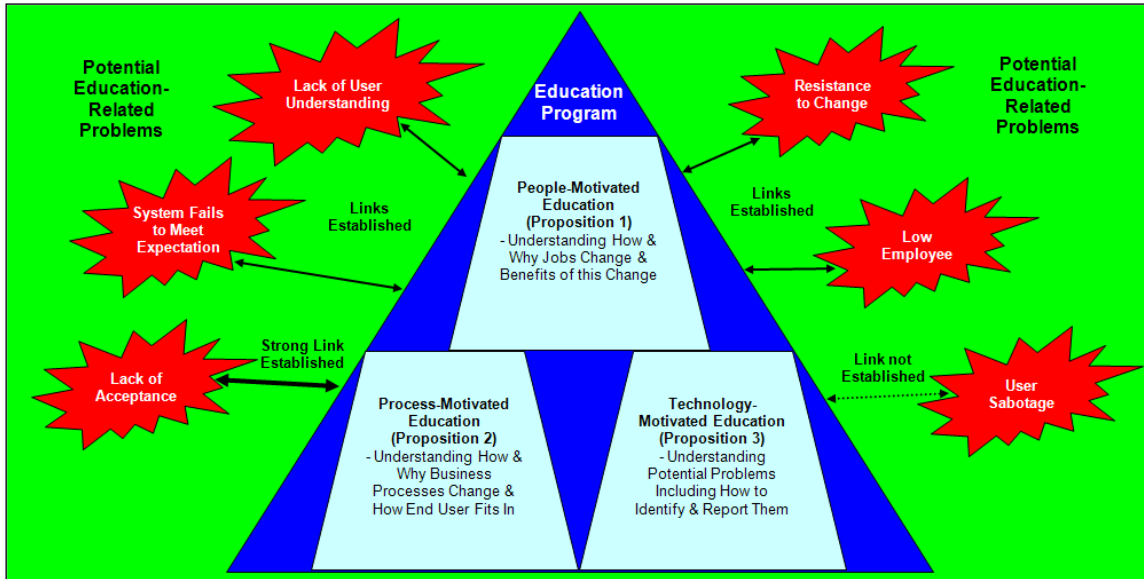 Potential
Education-
Related
Problems
Lack of User
Understanding
System Fails
to Meet
Expectation
Links
Established
Lack of
Acceptance
Strong Link
Established
Education
Program
People-Motivated
Education
(Proposition 1)
- Understanding How &
Why Jobs Change &
Benefits of this Change
Process-Motivated
Education
(Proposition 2)
- Understanding How &
Why Business
Processes Change &
How End User Fits In
Technology-
Motivated Education
(Proposition 3)
- Understanding
Potential Problems
Including How to
Identify & Report Them
Resistance
to Change
Potential
Education-
Related
Problems
Links
Established
Low
Employee
Link not
Established
User
Sabotage